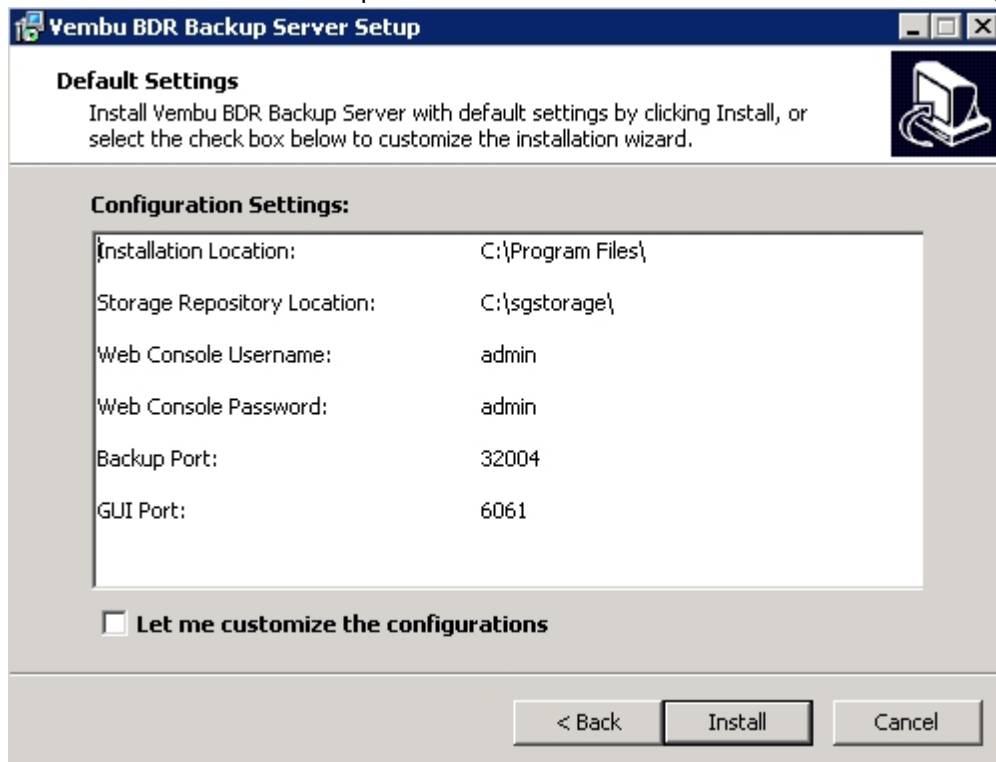 Vembu BDR Backup Server Setup
Default Settings
Install Vembu BDR Backup Server with default settings by clicking Install, or
select the check box below to customize the installation wizard.
Configuration Settings:
Installation Location: C:\Program Files\
Storage Repository Location: C:\sgstorage\
Web Console Username: admin
Web Console Password: admin
Backup Port: 32004
GUI Port: 6061
Let me customize the configurations
< Back Install Cancel